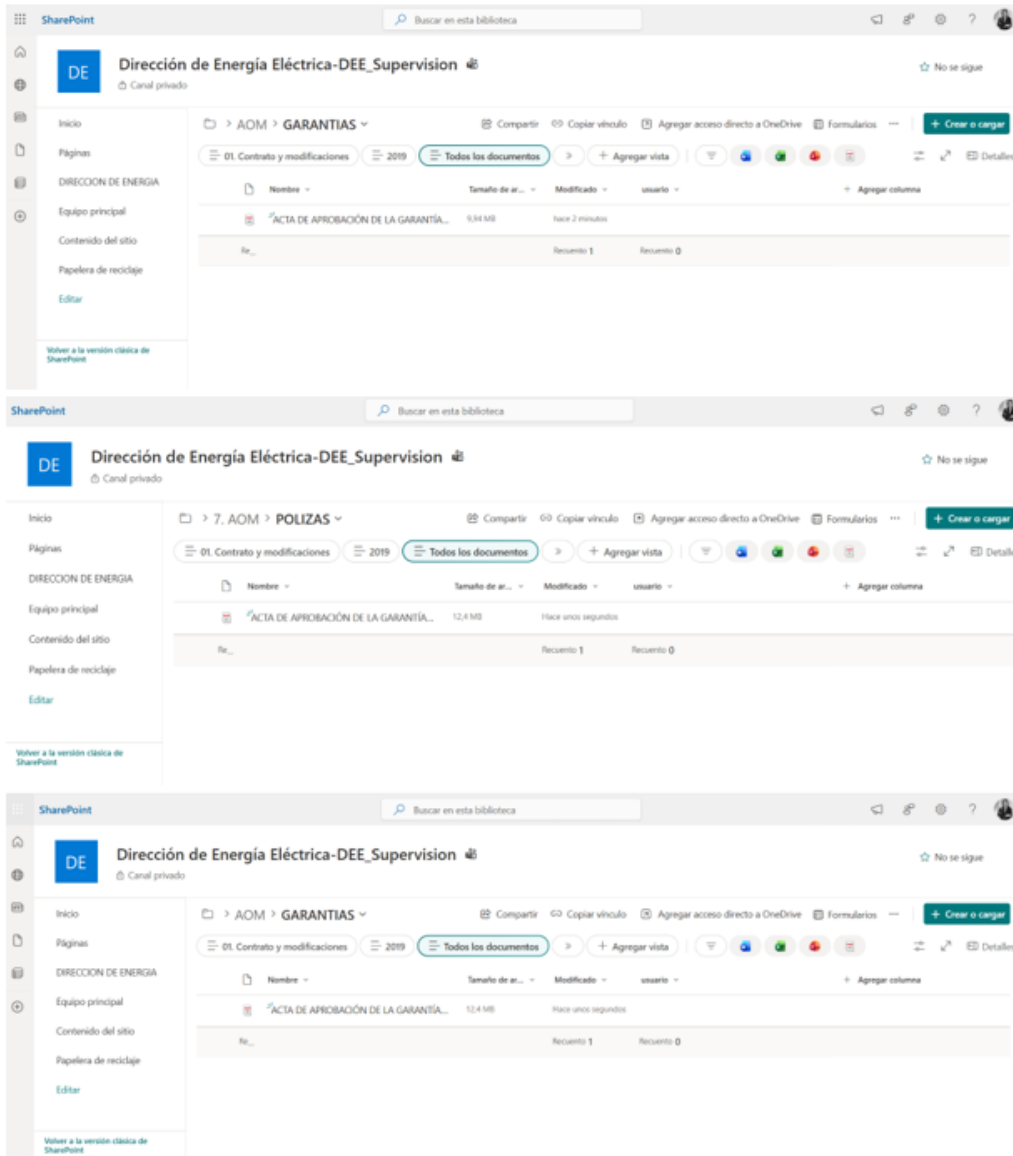 SharePoint Buscar en esta biblioteca ?
DE Dirección de Energía Eléctrica-DEE_Supervision No se sigue
Canal privado
Inicio > AOM > GARANTIAS Compartir Copiar vínculo Agregar acceso directo a OneDrive Formularios ... + Crear o cargar
Páginas 01. Contrato y modificaciones 2019 Todos los documentos > + Agregar vista Detalles
DIRECCION DE ENERGIA Nombre Tamaño de ar... Modificado usuario + Agregar columna
Equipo principal ACTA DE APROBACIÓN DE LA GARANTÍA... 9,94 MB hace 2 minutos
Contenido del sitio Re... Recuento 1 Recuento 0
Papelera de reciclaje
Editar
Volver a la versión clásica de
SharePoint
SharePoint Buscar en esta biblioteca ?
DE Dirección de Energía Eléctrica-DEE_Supervision No se sigue
Canal privado
Inicio > 7. AOM > POLIZAS Compartir Copiar vínculo Agregar acceso directo a OneDrive Formularios ... + Crear o cargar
Páginas 01. Contrato y modificaciones 2019 Todos los documentos > + Agregar vista Detalle
DIRECCION DE ENERGIA Nombre Tamaño de ar... Modificado usuario + Agregar columna
Equipo principal ACTA DE APROBACIÓN DE LA GARANTÍA... 12,4 MB Hace unos segundos
Contenido del sitio Re... Recuento 1 Recuento 0
Papelera de reciclaje
Editar
Volver a la versión clásica de
SharePoint
SharePoint Buscar en esta biblioteca ?
DE Dirección de Energía Eléctrica-DEE_Supervision No se sigue
Canal privado
Inicio > AOM > GARANTIAS Compartir Copiar vínculo Agregar acceso directo a OneDrive Formularios ... + Crear o cargar
Páginas 01. Contrato y modificaciones 2019 Todos los documentos > + Agregar vista Detalles
DIRECCION DE ENERGIA Nombre Tamaño de ar... Modificado usuario + Agregar columna
Equipo principal ACTA DE APROBACIÓN DE LA GARANTÍA... 12,4 MB Hace unos segundos
Contenido del sitio Re... Recuento 1 Recuento 0
Papelera de reciclaje
Editar
Volver a la versión clásica de
SharePoint